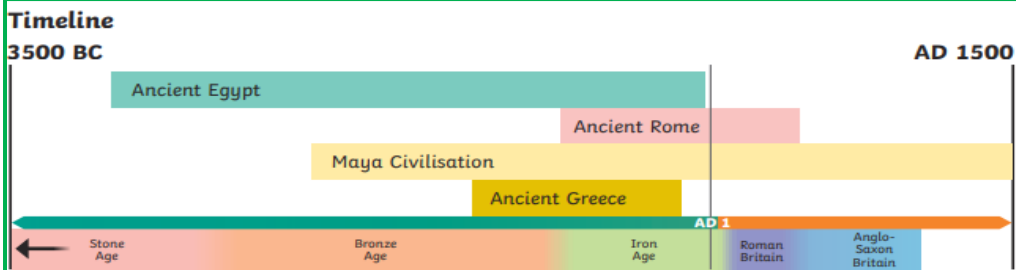 Timeline
3500 BC AD 1500
Ancient Egypt
Ancient Rome
Maya Civilisation
Ancient Greece
AD 1
Stone
Age
Bronze
Age
Iron
Age
Roman
Britain
Anglo-
Saxon
Britain